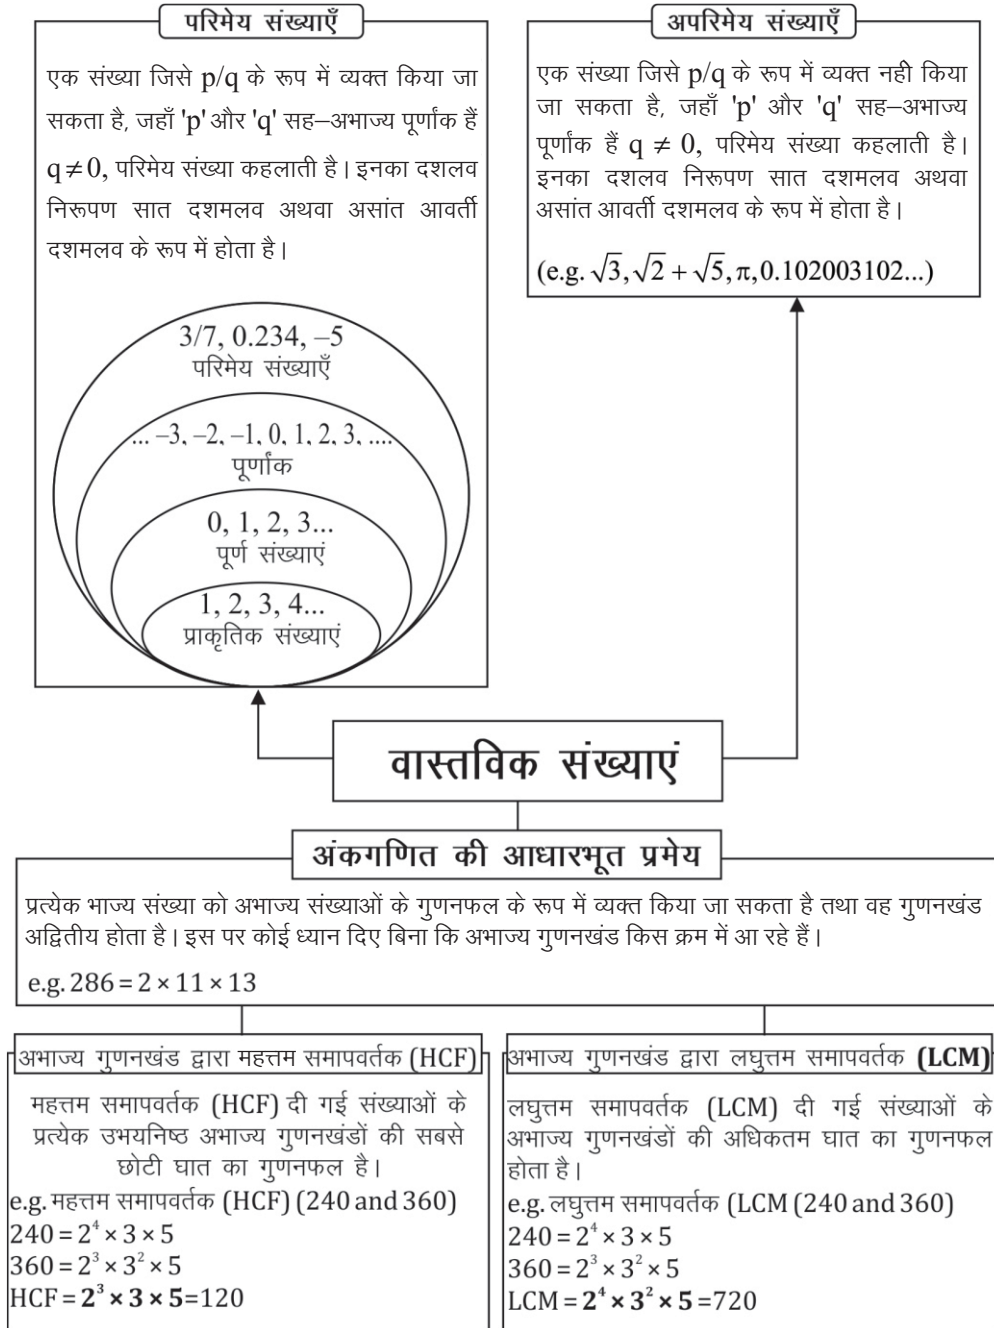 परिमेय संख्याएँ
एक संख्या जिसे p/q के रूप में व्यक्त किया जा
सकता है, जहाँ 'p' और 'q' सह–अभाज्य पूर्णांक हैं
q ≠ 0, परिमेय संख्या कहलाती है। इनका दशलव
निरूपण सात दशमलव अथवा असांत आवर्ती
दशमलव के रूप में होता है।
3/7, 0.234, –5
परिमेय संख्याएँ
... –3, –2, –1, 0, 1, 2, 3, ....
पूर्णांक
0, 1, 2, 3...
पूर्ण संख्याएं
1, 2, 3, 4...
प्राकृतिक संख्याएं
अपरिमेय संख्याएँ
एक संख्या जिसे p/q के रूप में व्यक्त नही किया
जा सकता है, जहाँ 'p' और 'q' सह–अभाज्य
पूर्णांक हैं q ≠ 0, परिमेय संख्या कहलाती है।
इनका दशलव निरूपण सात दशमलव अथवा
असांत आवर्ती दशमलव के रूप में होता है।
(e.g. √3, √2 + √5, π, 0.102003102...)
वास्तविक संख्याएं
अंकगणित की आधारभूत प्रमेय
प्रत्येक भाज्य संख्या को अभाज्य संख्याओं के गुणनफल के रूप में व्यक्त किया जा सकता है तथा वह गुणनखंड
अद्वितीय होता है। इस पर कोई ध्यान दिए बिना कि अभाज्य गुणनखंड किस क्रम में आ रहे हैं।
e.g. 286 = 2 × 11 × 13
अभाज्य गुणनखंड द्वारा महत्तम समापवर्तक (HCF)
महत्तम समापवर्तक (HCF) दी गई संख्याओं के
प्रत्येक उभयनिष्ठ अभाज्य गुणनखंडों की सबसे
छोटी घात का गुणनफल है।
e.g. महत्तम समापवर्तक (HCF) (240 and 360)
240 = 2⁴ × 3 × 5
360 = 2³ × 3² × 5
HCF = 2³ × 3 × 5=120
अभाज्य गुणनखंड द्वारा लघुत्तम समापवर्तक (LCM)
लघुत्तम समापवर्तक (LCM) दी गई संख्याओं के
अभाज्य गुणनखंडों की अधिकतम घात का गुणनफल
होता है।
e.g. लघुत्तम समापवर्तक (LCM (240 and 360)
240 = 2⁴ × 3 × 5
360 = 2³ × 3² × 5
LCM = 2⁴ × 3² × 5 =720